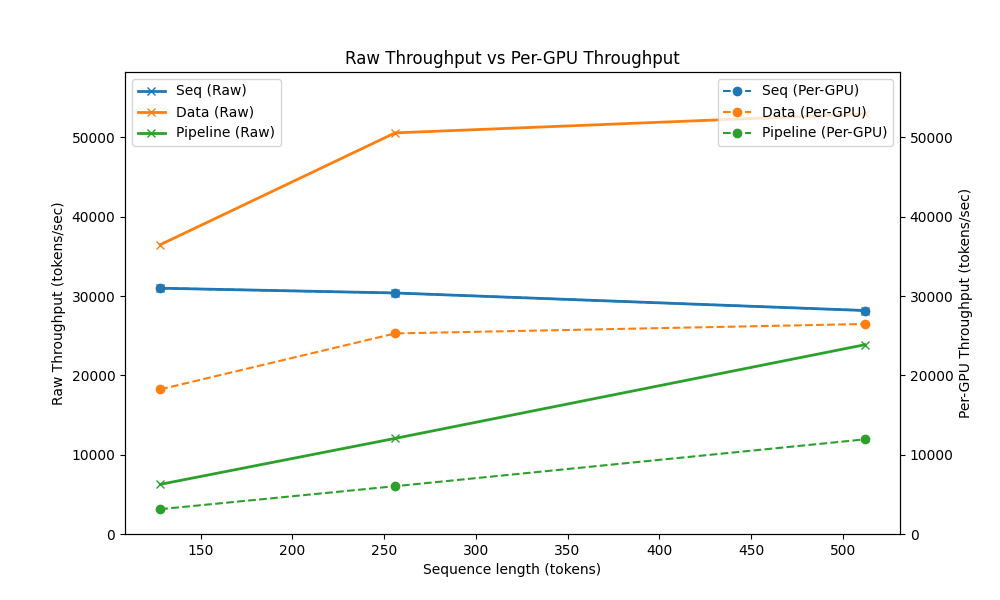 Raw Throughput vs Per-GPU Throughput
Seq (Raw)
Data (Raw)
Pipeline (Raw)
Seq (Per-GPU)
Data (Per-GPU)
Pipeline (Per-GPU)
Raw Throughput (tokens/sec)
50000
40000
30000
20000
10000
0
50000
40000
30000
20000
10000
0
Per-GPU Throughput (tokens/sec)
150
200
250
300
350
400
450
500
Sequence length (tokens)